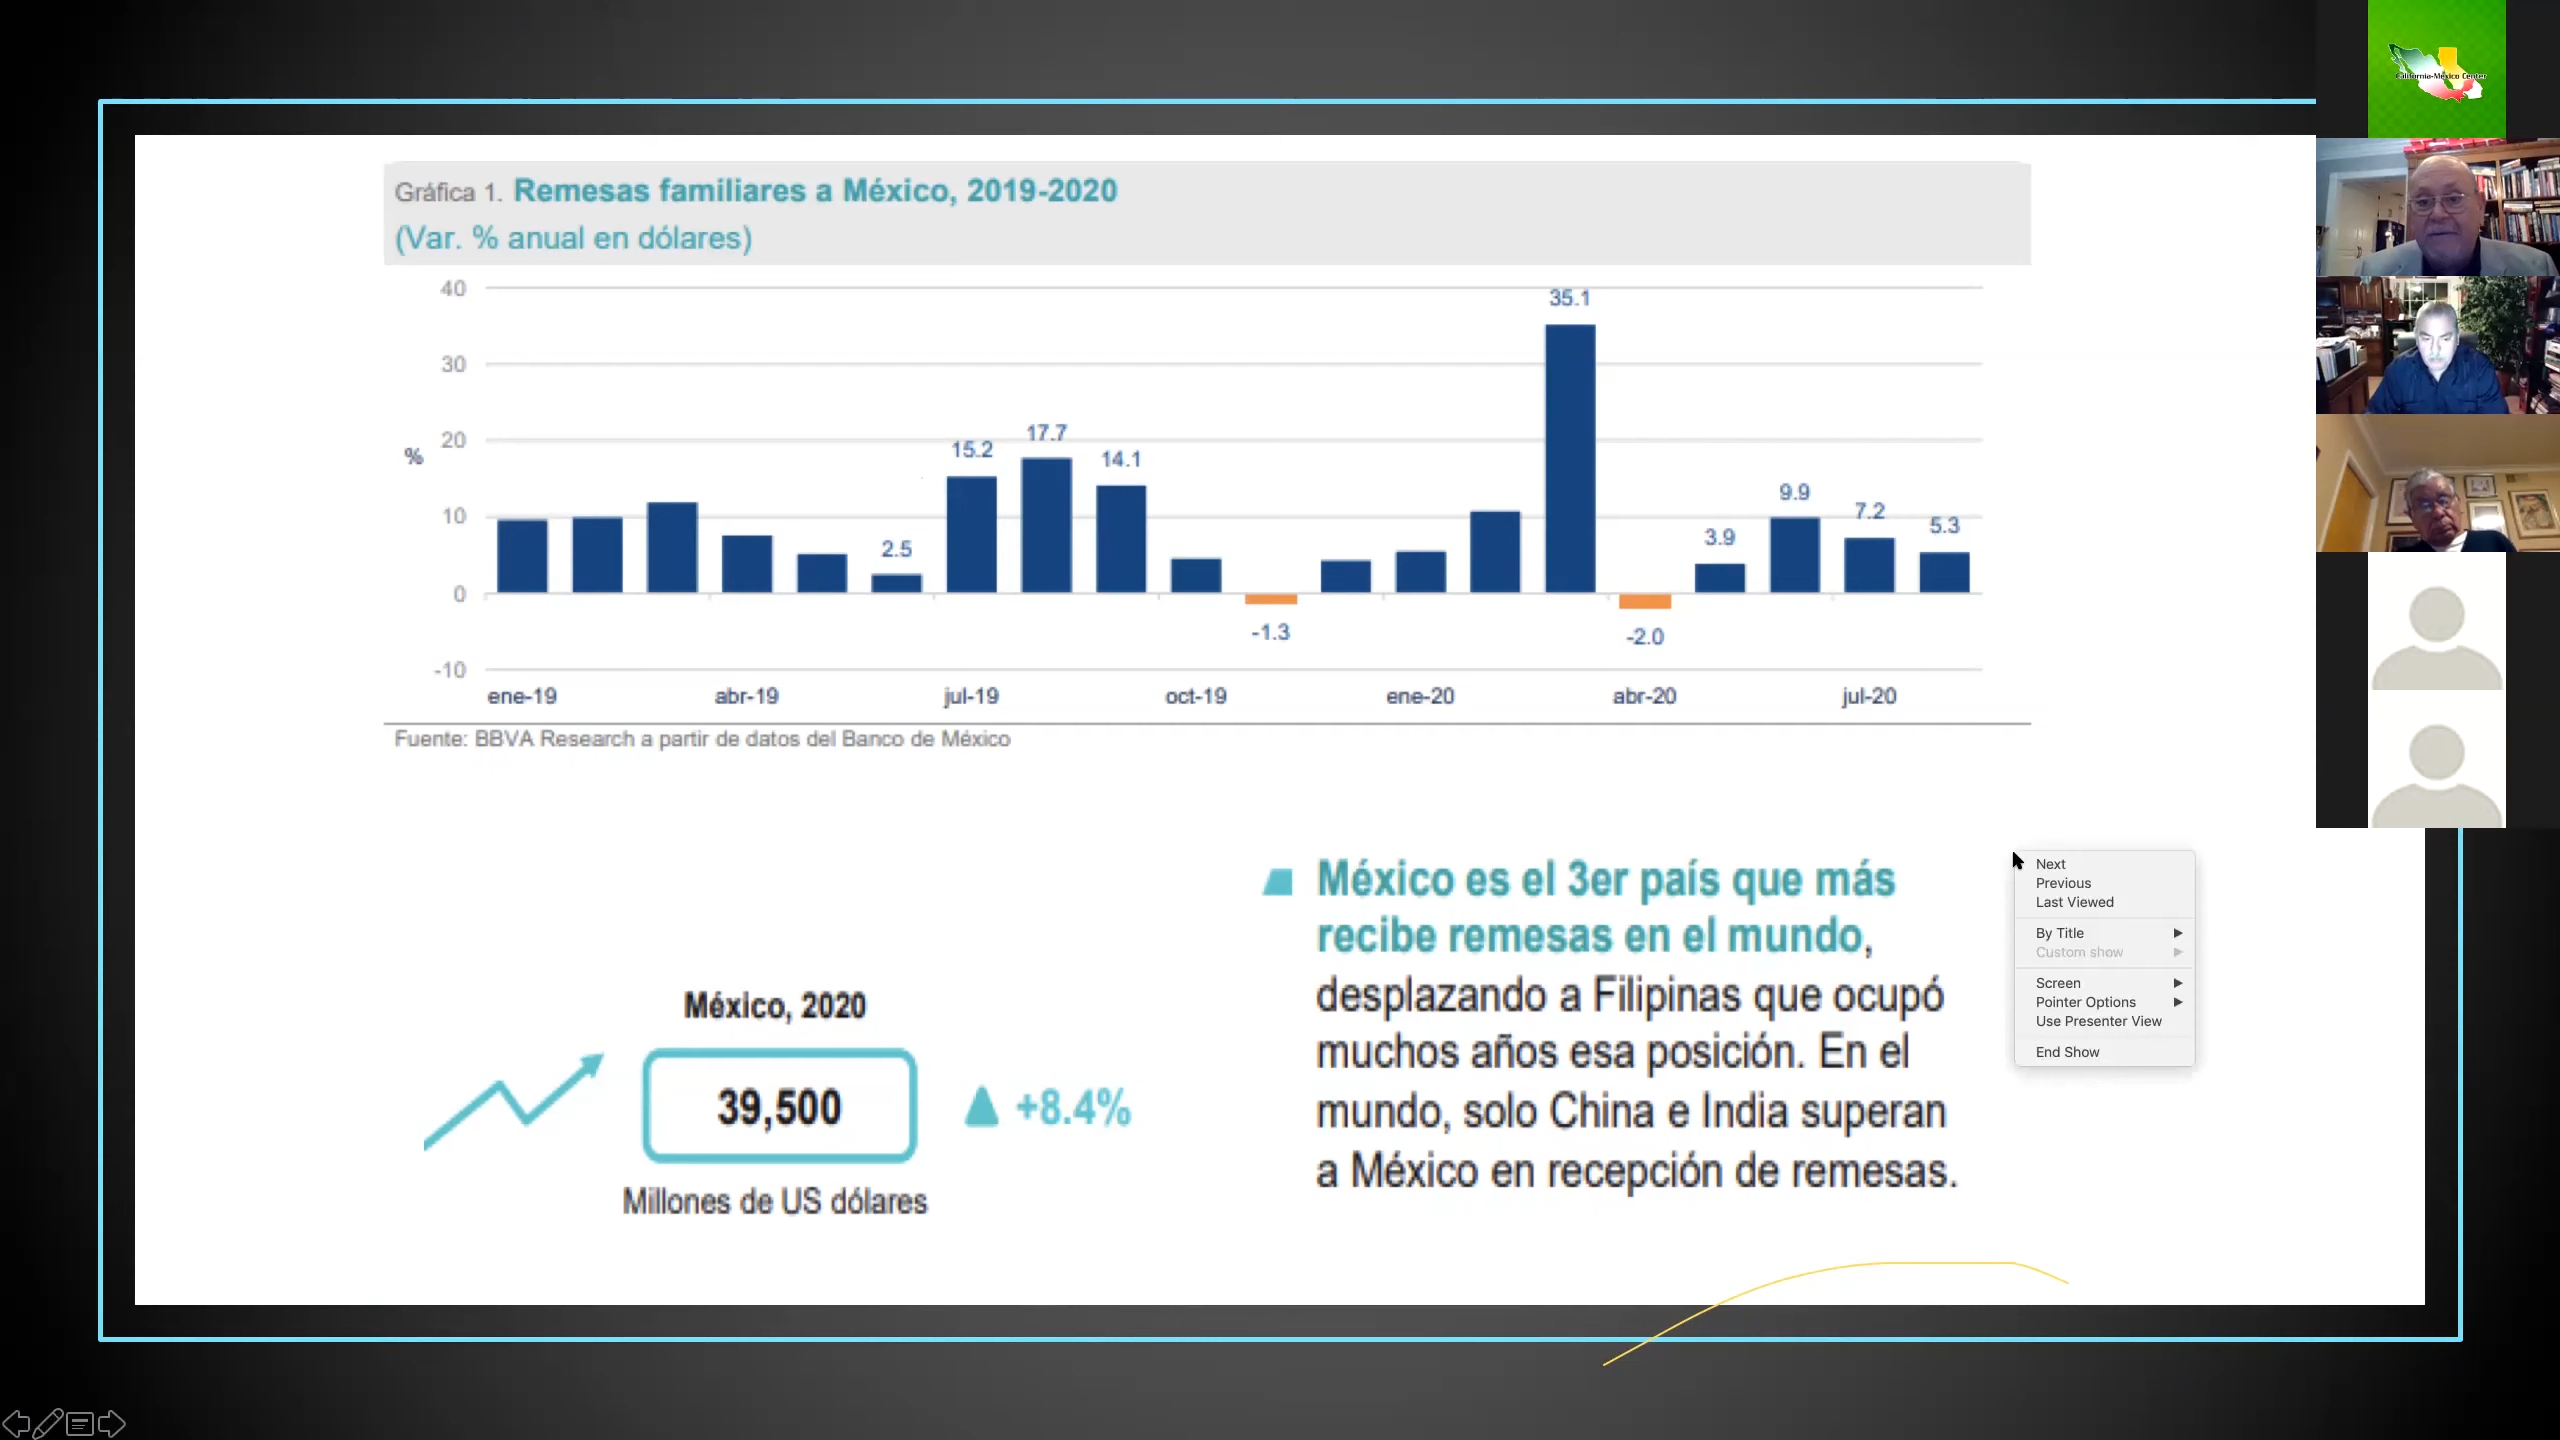 California-México Center
Gráfica 1. Remesas familiares a México, 2019-2020
(Var. % anual en dólares)
40
30
20
10
0
-10
%
2.5
15.2
17.7
14.1
-1.3
35.1
-2.0
3.9
9.9
7.2
5.3
ene-19
abr-19
jul-19
oct-19
ene-20
abr-20
jul-20
Fuente: BBVA Research a partir de datos del Banco de México
México, 2020
39,500
+8.4%
Millones de US dólares
México es el 3er país que más
recibe remesas en el mundo,
desplazando a Filipinas que ocupó
muchos años esa posición. En el
mundo, solo China e India superan
a México en recepción de remesas.
Next
Previous
Last Viewed
By Title
Custom show
Screen
Pointer Options
Use Presenter View
End Show